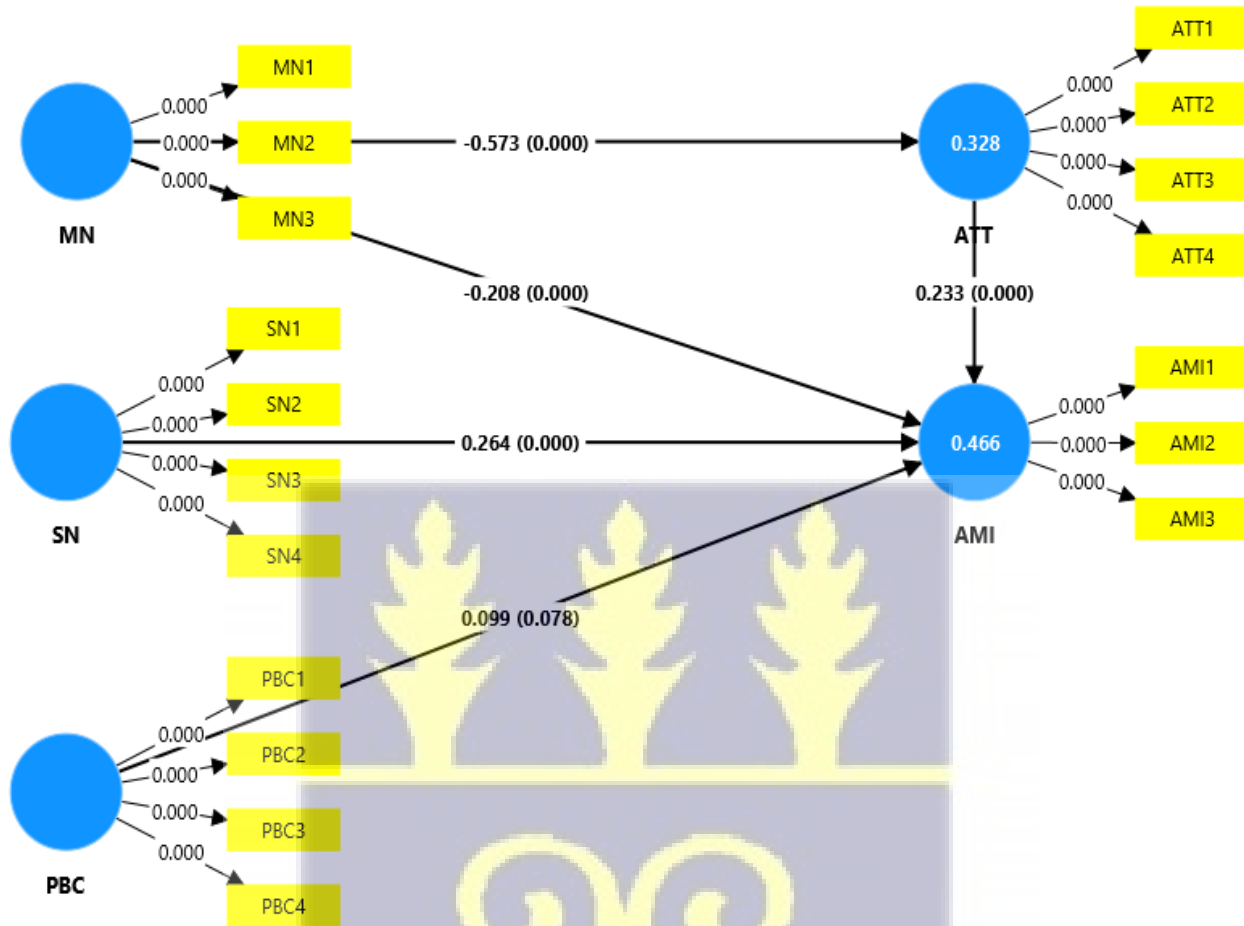 MN1
0.000
MN2
0.000
0.000
MN3
MN
-0.573 (0.000)
0.328
ATT
ATT1
0.000
ATT2
0.000
0.000
ATT3
0.000
ATT4
-0.208 (0.000)
0.233 (0.000)
SN1
0.000
SN2
0.000
0.000
SN3
0.000
SN4
SN
0.264 (0.000)
0.466
AMI
AMI1
0.000
AMI2
0.000
0.000
AMI3
0.099 (0.078)
PBC1
0.000
PBC2
0.000
0.000
PBC3
0.000
PBC4
PBC